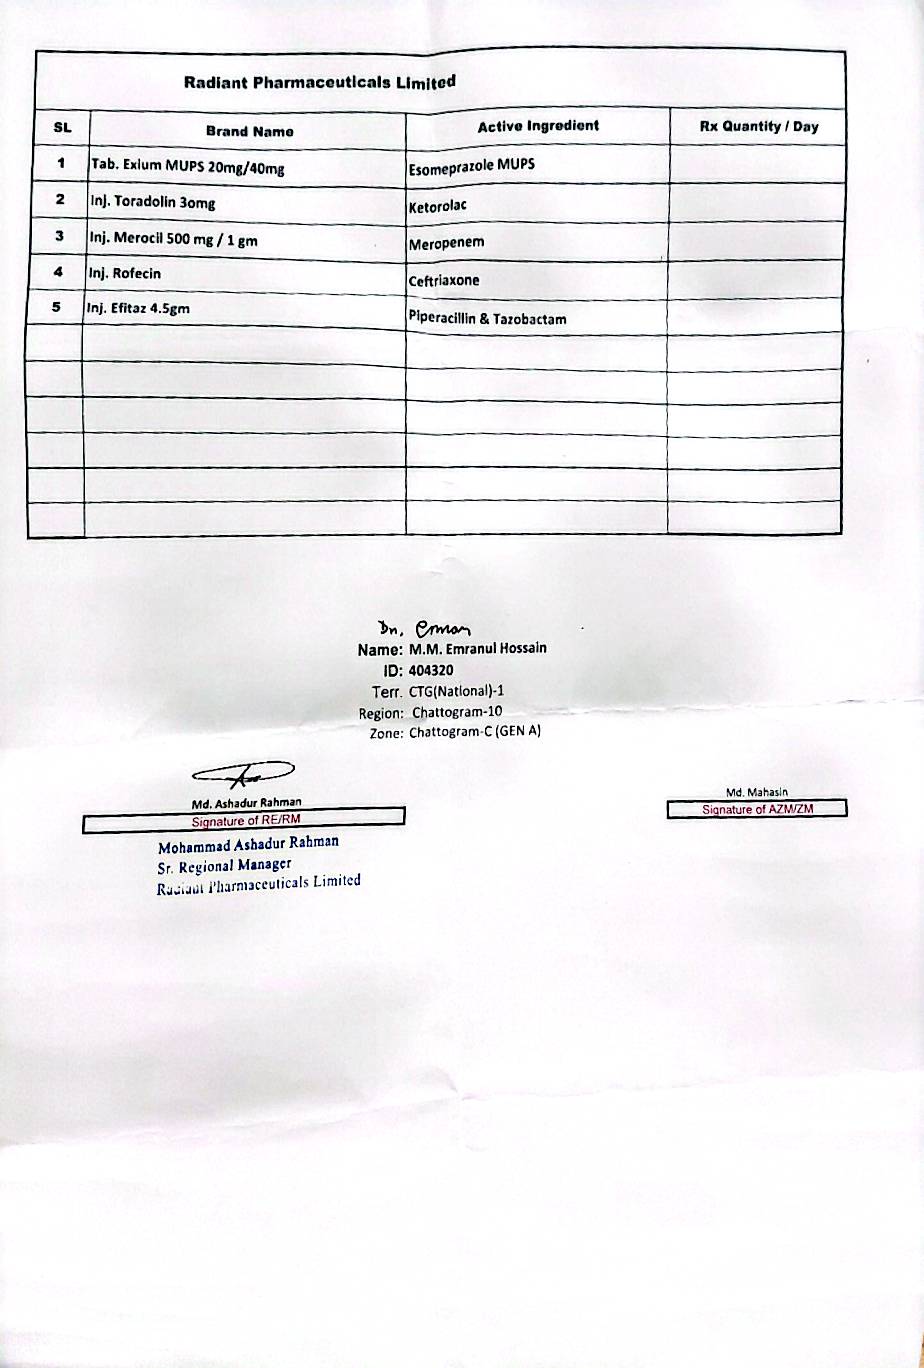 Radiant Pharmaceuticals Limited
SL Brand Name Active Ingredient Rx Quantity / Day
1 Tab. Exium MUPS 20mg/40mg Esomeprazole MUPS
2 Inj. Toradolin 3omg Ketorolac
3 Inj. Merocil 500 mg / 1 gm Meropenem
4 Inj. Rofecin Ceftriaxone
5 Inj. Efitaz 4.5gm Piperacillin & Tazobactam
Dr. Emran
Name: M.M. Emranul Hossain
ID: 404320
Terr. CTG(National)-1
Region: Chattogram-10
Zone: Chattogram-C (GEN A)
Md. Ashadur Rahman
Signature of RE/RM
Mohammad Ashadur Rahman
Sr. Regional Manager
Radiant Pharmaceuticals Limited
Md. Mahasin
Signature of AZM/ZM